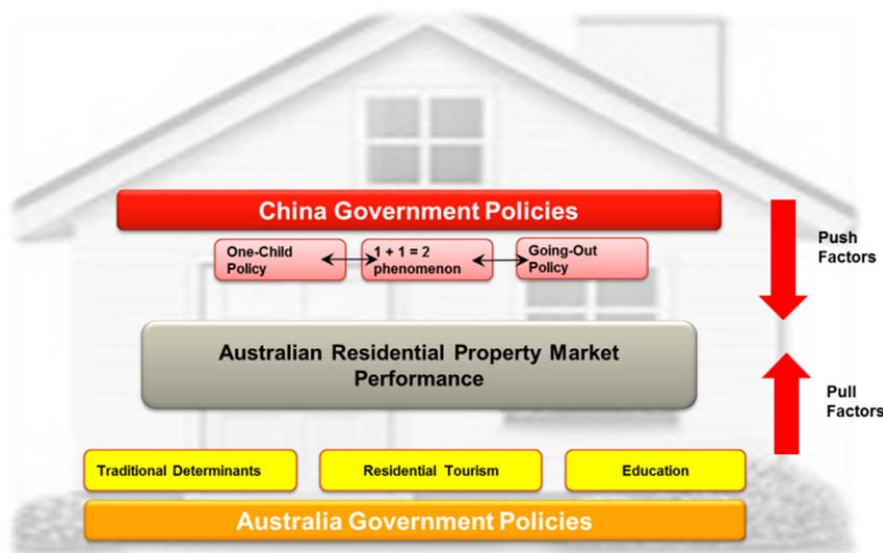 China Government Policies
One-Child
Policy
1 + 1 = 2
phenomenon
Going-Out
Policy
Push
Factors
Australian Residential Property Market
Performance
Pull
Factors
Traditional Determinants
Residential Tourism
Education
Australia Government Policies